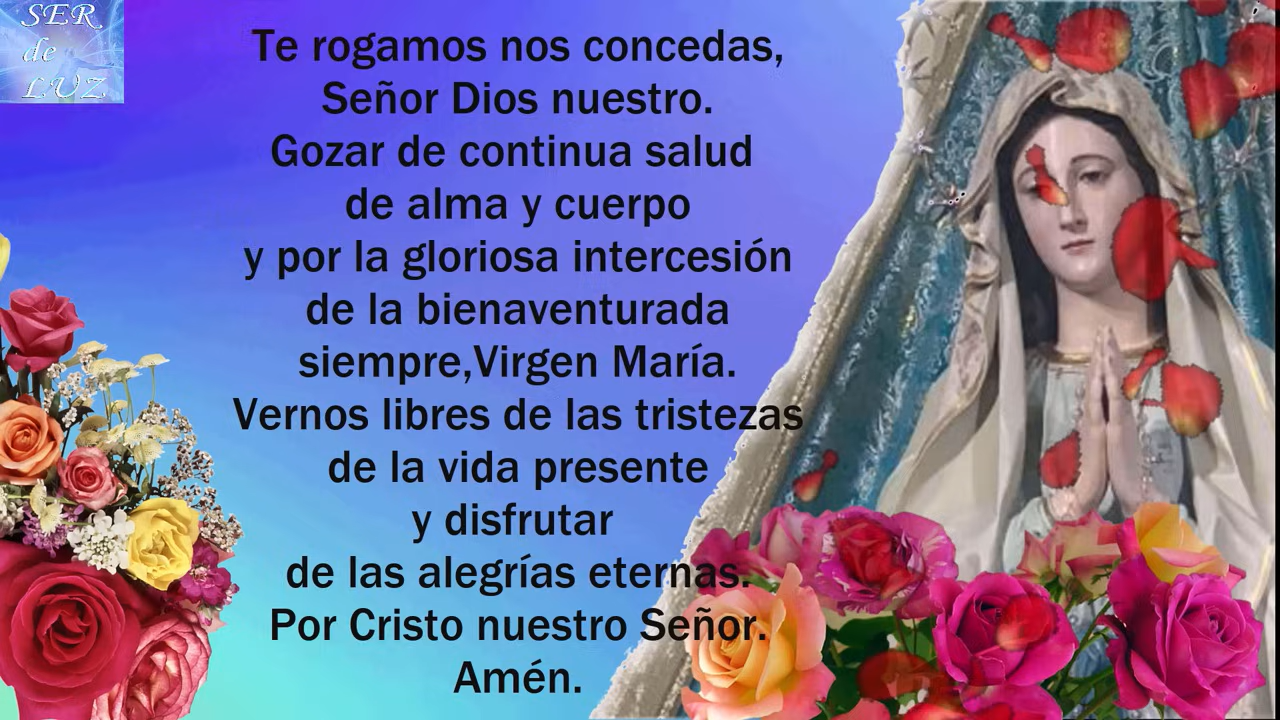 SER
de
LUZ
Te rogamos nos concedas,
Señor Dios nuestro.
Gozar de continua salud
de alma y cuerpo
y por la gloriosa intercesión
de la bienaventurada
siempre,Virgen María.
Vernos libres de las tristezas
de la vida presente
y disfrutar
de las alegrías eternas.
Por Cristo nuestro Señor.
Amén.